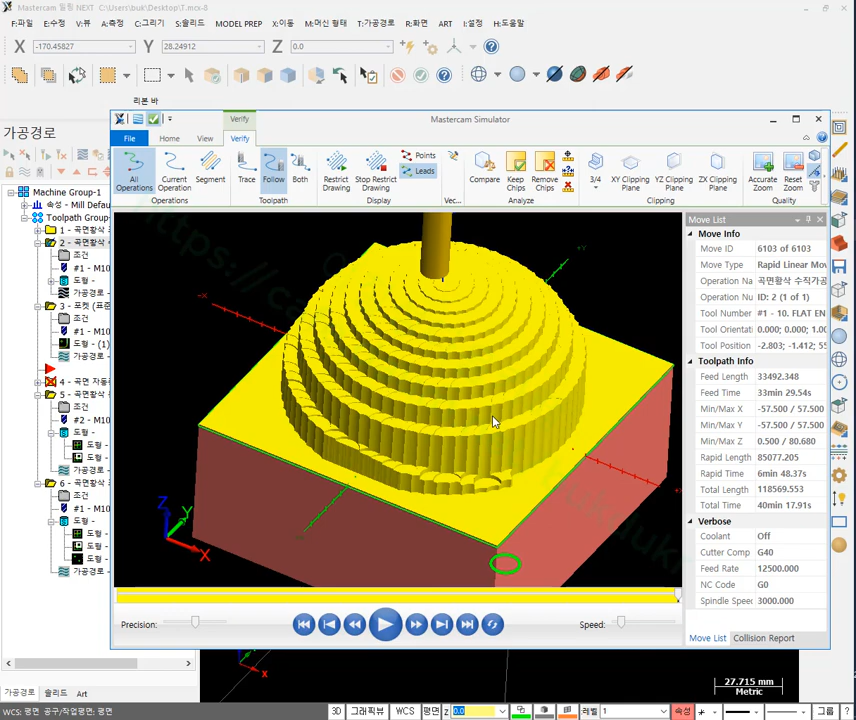 Mastercam 밀링 NEXT C:\Users\buk\Desktop\T.mcx-8
F:파일 E:수정 V:뷰 A:측정 C:그리기 S:솔리드 MODEL PREP X:이동 M:머신 형태 T:가공경로 R:화면 ART I:설정 H:도움말
X -170.45827 Y 28.24912 Z 0.0
리본 바
가공경로
Mastercam Simulator
Verify
File Home View Verify
All Operations
Current Operation
Segment
Operations
Trace
Follow
Both
Toolpath
Restrict Drawing
Stop Restrict Drawing
Points
Leads
Display
Vec...
Compare
Keep Chips
Remove Chips
Analyze
3/4
XY Clipping Plane
YZ Clipping Plane
ZX Clipping Plane
Clipping
Accurate Zoom
Reset Zoom
Quality
Machine Group-1
속성 - Mill Defa
Toolpath Group-
1 - 곡면황삭
2 - 곡면황삭
조건
#1 - M10
도형 -
가공경로
3 - 포켓 (표준
조건
#1 - M10
도형 - (1)
가공경로
4 - 곡면 자동
5 - 곡면황삭
조건
#2 - M10
도형 -
도형 -
도형 -
가공경로
6 - 곡면황삭
조건
#1 - M10
도형 -
도형 -
도형 -
도형 -
가공경로
Move List
Move Info
Move ID 6103 of 6103
Move Type Rapid Linear Mov
Operation Na 곡면황삭 수직가공
Operation Nu ID: 2 (1 of 1)
Tool Number #1 - 10. FLAT EN
Tool Orientati 0.000; 0.000; 1.00
Tool Position -2.803; -1.412; 55
Toolpath Info
Feed Length 33492.348
Feed Time 33min 29.54s
Min/Max X -57.500 / 57.500
Min/Max Y -57.500 / 57.500
Min/Max Z 0.500 / 80.680
Rapid Length 85077.205
Rapid Time 6min 48.37s
Total Length 118569.553
Total Time 40min 17.91s
Verbose
Coolant Off
Cutter Comp G40
Feed Rate 12500.000
NC Code G0
Spindle Speed 3000.000
Z
Y
X
Precision:
Speed:
Move List Collision Report
X
27.715 mm
Metric
가공경로 솔리드 Art
WCS: 평면 공구/작업평면: 평면
3D 그래픽뷰 WCS 평면 Z 0.0 레벨 1 속성 그룹 ?